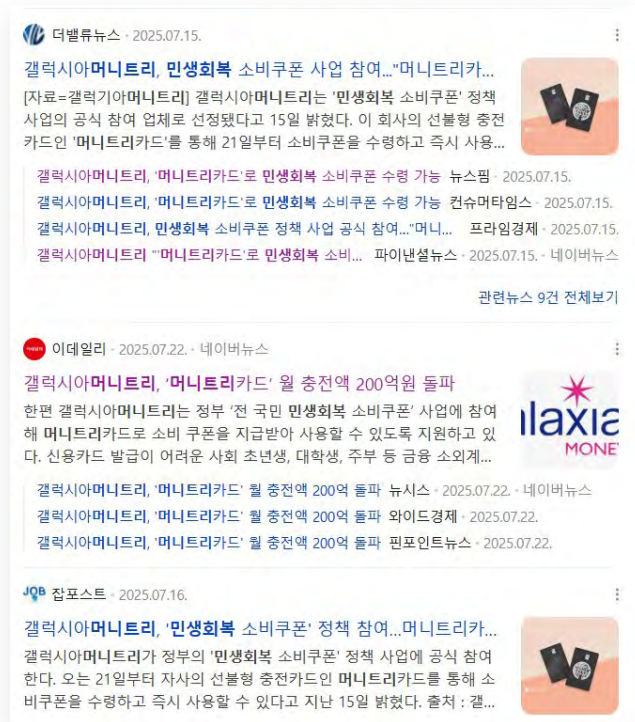 더밸류뉴스 · 2025.07.15.
갤럭시아머니트리, 민생회복 소비쿠폰 사업 참여..."머니트리카...
[자료=갤럭기아머니트리] 갤럭시아머니트리는 '민생회복 소비쿠폰' 정책
사업의 공식 참여 업체로 선정됐다고 15일 밝혔다. 이 회사의 선불형 충전
카드인 '머니트리카드'를 통해 21일부터 소비쿠폰을 수령하고 즉시 사용...
갤럭시아머니트리, '머니트리카드'로 민생회복 소비쿠폰 수령 가능 뉴스핌 · 2025.07.15.
갤럭시아머니트리, '머니트리카드'로 민생회복 소비쿠폰 수령 가능 컨슈머타임스 · 2025.07.15.
갤럭시아머니트리, 민생회복 소비쿠폰 정책 사업 공식 참여..."머니... 프라임경제 · 2025.07.15.
갤럭시아머니트리 "'머니트리카드'로 민생회복 소비... 파이낸셜뉴스 · 2025.07.15. · 네이버뉴스
관련뉴스 9건 전체보기
이데일리 · 2025.07.22. · 네이버뉴스
갤럭시아머니트리, '머니트리카드' 월 충전액 200억원 돌파
한편 갤럭시아머니트리는 정부 '전 국민 민생회복 소비쿠폰' 사업에 참여
해 머니트리카드로 소비 쿠폰을 지급받아 사용할 수 있도록 지원하고 있
다. 신용카드 발급이 어려운 사회 초년생, 대학생, 주부 등 금융 소외계...
laxia
MONE
갤럭시아머니트리, '머니트리카드' 월 충전액 200억 돌파 뉴시스 · 2025.07.22. · 네이버뉴스
갤럭시아머니트리, '머니트리카드' 월 충전액 200억 돌파 와이드경제 · 2025.07.22.
갤럭시아머니트리, '머니트리카드' 월 충전액 200억 돌파 핀포인트뉴스 · 2025.07.22.
JOB 잡포스트 · 2025.07.16.
갤럭시아머니트리, '민생회복 소비쿠폰' 정책 참여...머니트리카...
갤럭시아머니트리가 정부의 '민생회복 소비쿠폰' 정책 사업에 공식 참여
한다. 오는 21일부터 자사의 선불형 충전카드인 머니트리카드를 통해 소
비쿠폰을 수령하고 즉시 사용할 수 있다고 지난 15일 밝혔다. 출처 : 갤...